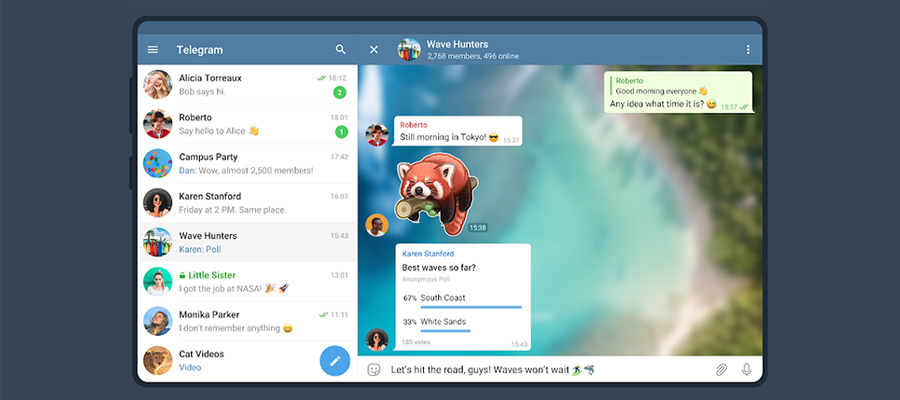 Telegram
Alicia Torreaux
18:12
Bob says hi.
2
Roberto
18:01
Say hello to Alice 👋
1
Campus Party
17:42
Dan: Wow, almost 2,500 members!
Karen Stanford
16:01
Friday at 2 PM. Same place.
Wave Hunters
15:43
Karen: Poll
Little Sister
13:01
I got the job at NASA! 🎉 🚀
Monika Parker
11:11
I don't remember anything 😄
Cat Videos
Video
Wave Hunters
2,768 members, 496 online
Roberto
Good morning everyone 👋
Any idea what time it is? 😅 15:37
Roberto
Still morning in Tokyo! 😎 15:37
15:38
Karen Stanford
Best waves so far?
Anonymous Poll
67% South Coast
33% White Sands
185 votes
15:43
Let's hit the road, guys! Waves won't wait 🏄‍♂️🦈